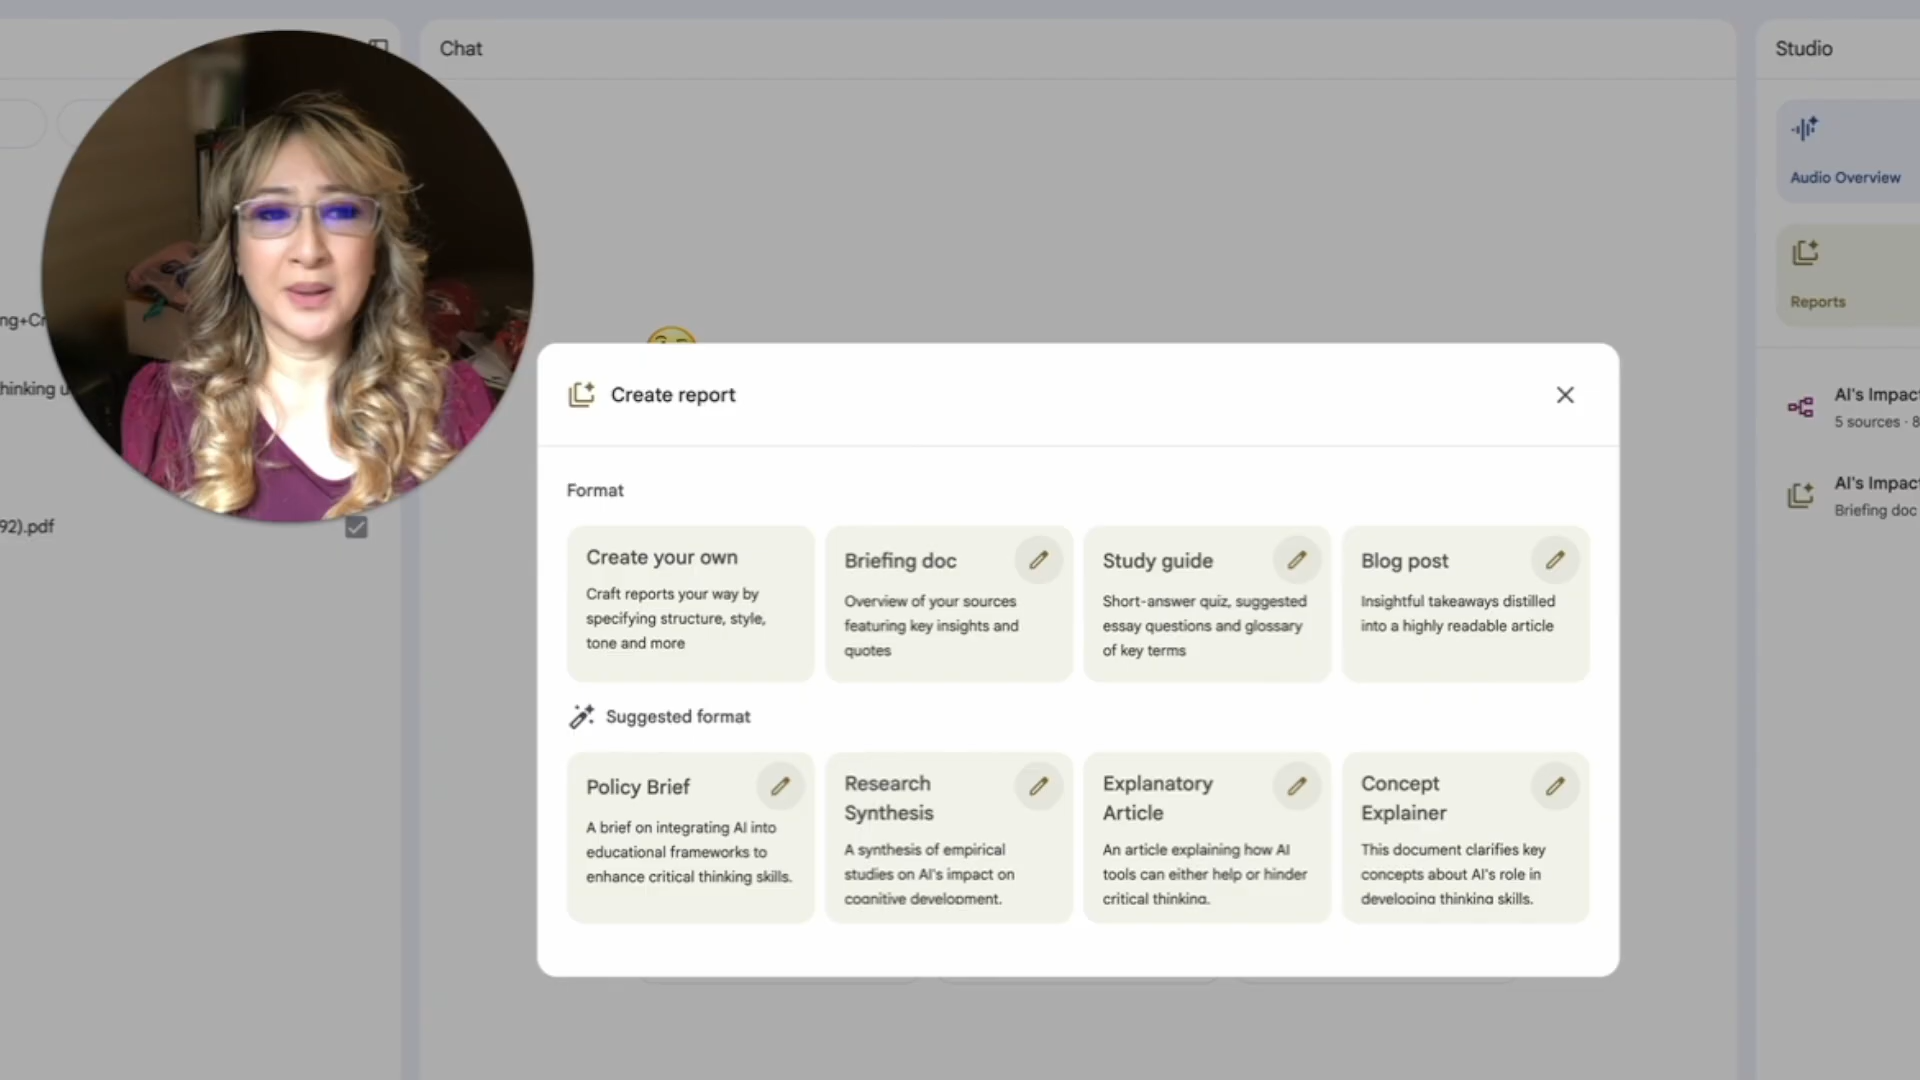 Chat
Studio
Audio Overview
Reports
ng+Cr
hinking u
92).pdf
AI's Impac
5 sources · 8
AI's Impac
Briefing doc
Create report
Format
Create your own
Craft reports your way by
specifying structure, style,
tone and more
Briefing doc
Overview of your sources
featuring key insights and
quotes
Study guide
Short-answer quiz, suggested
essay questions and glossary
of key terms
Blog post
Insightful takeaways distilled
into a highly readable article
Suggested format
Policy Brief
A brief on integrating AI into
educational frameworks to
enhance critical thinking skills.
Research
Synthesis
A synthesis of empirical
studies on AI's impact on
cognitive development.
Explanatory
Article
An article explaining how AI
tools can either help or hinder
critical thinking.
Concept
Explainer
This document clarifies key
concepts about AI's role in
developing thinking skills.